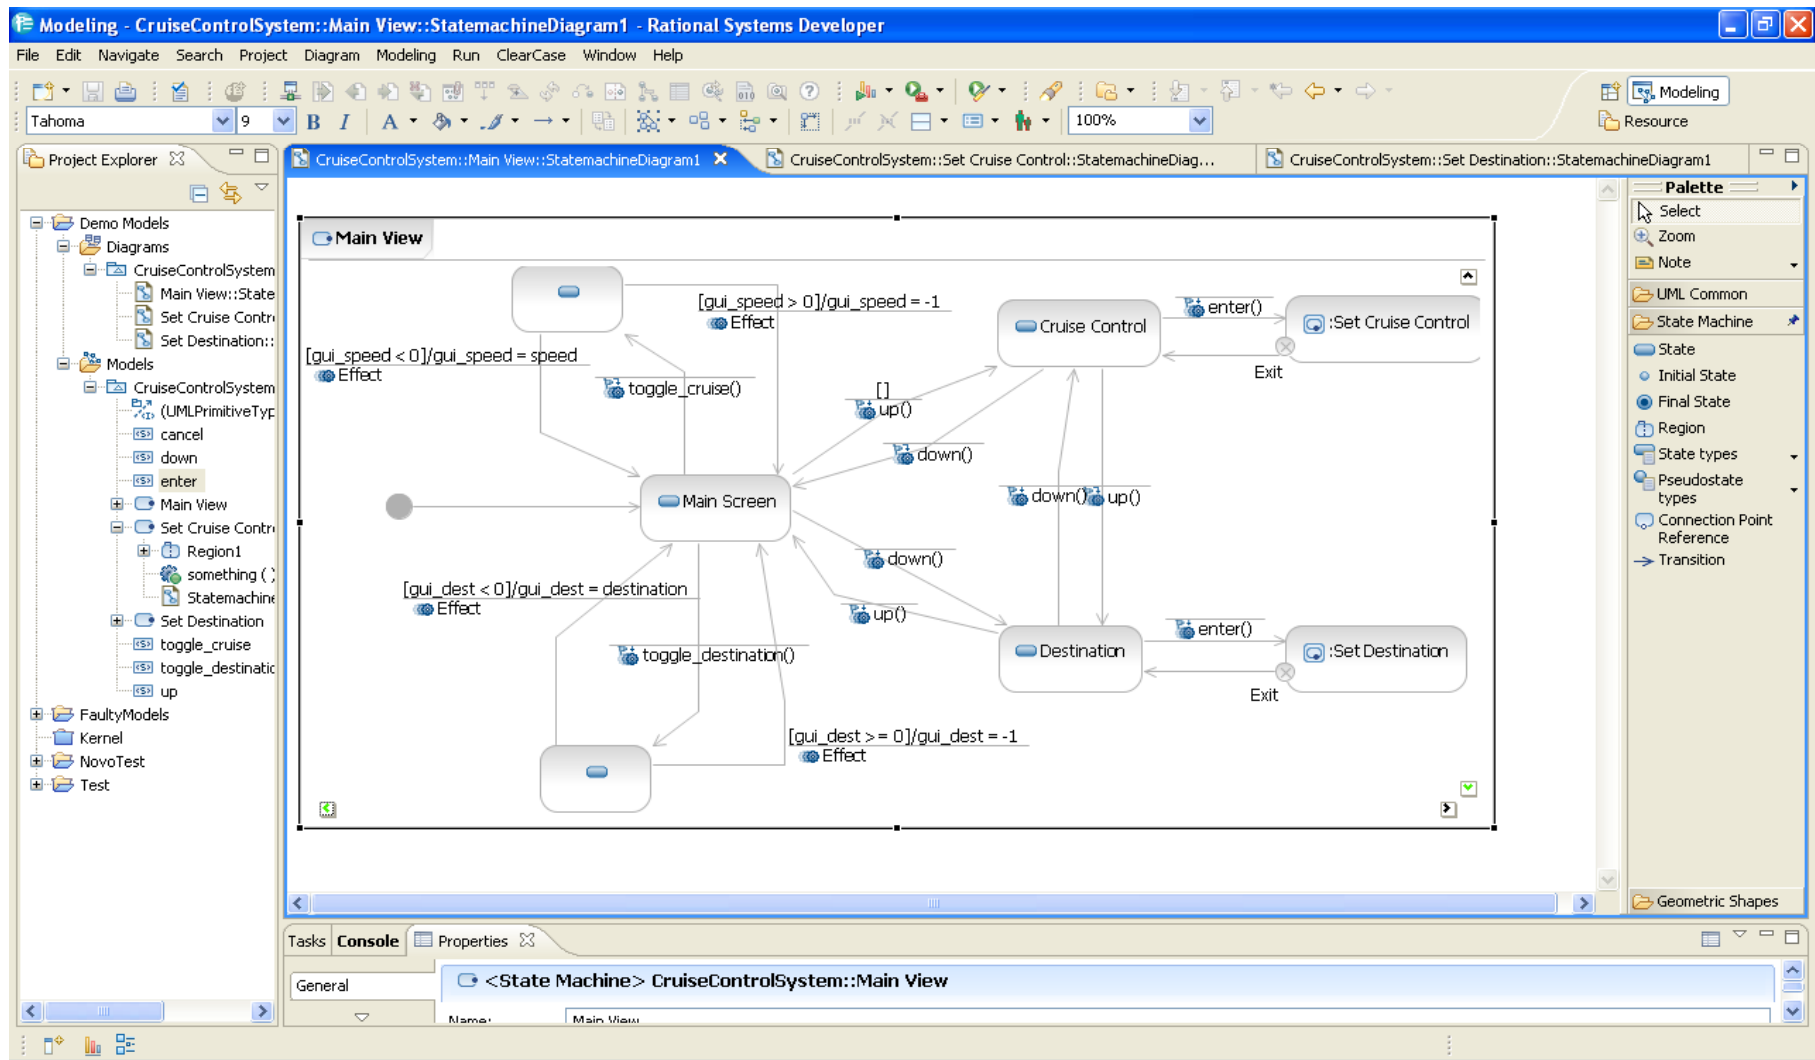 Modeling - CruiseControlSystem::Main View::StatemachineDiagram1 - Rational Systems Developer
File Edit Navigate Search Project Diagram Modeling Run ClearCase Window Help
Modeling
Tahoma 9 B I A 100% Resource
Project Explorer
CruiseControlSystem::Main View::StatemachineDiagram1
CruiseControlSystem::Set Cruise Control::StatemachineDiag...
CruiseControlSystem::Set Destination::StatemachineDiagram1
Demo Models
Diagrams
CruiseControlSystem
Main View::State
Set Cruise Contr
Set Destination::
Models
CruiseControlSystem
(UMLPrimitiveTyp
cancel
down
enter
Main View
Set Cruise Contr
Region1
something ( )
Statemachine
Set Destination
toggle_cruise
toggle_destinatic
up
FaultyModels
Kernel
NovoTest
Test
Main View
[gui_speed > 0]/gui_speed = -1
Effect
[gui_speed < 0]/gui_speed = speed
Effect
toggle_cruise()
[]
up()
down()
Cruise Control
enter()
:Set Cruise Control
Exit
Main Screen
down()
up()
down()
up()
[gui_dest < 0]/gui_dest = destination
Effect
toggle_destination()
Destination
enter()
:Set Destination
Exit
[gui_dest >= 0]/gui_dest = -1
Effect
Palette
Select
Zoom
Note
UML Common
State Machine
State
Initial State
Final State
Region
State types
Pseudostate
types
Connection Point
Reference
Transition
Geometric Shapes
Tasks Console Properties
General
<State Machine> CruiseControlSystem::Main View
Name: Main View